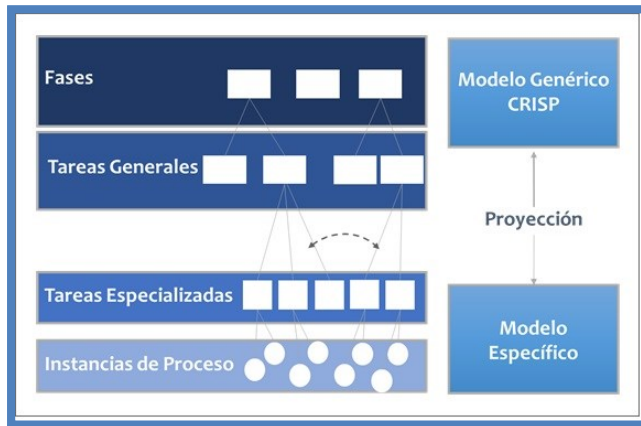 Fases
Tareas Generales
Tareas Especializadas
Instancias de Proceso
Modelo Genérico
CRISP
Proyección
Modelo
Específico